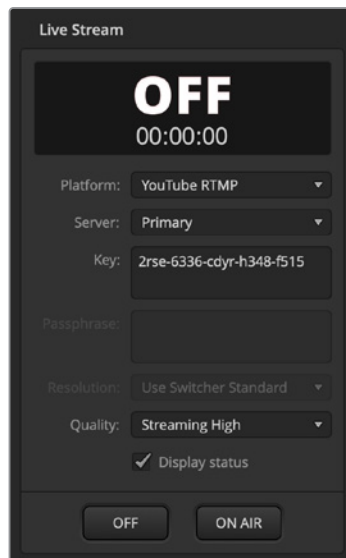 Live Stream
OFF
00:00:00
Platform: YouTube RTMP
Server: Primary
Key: 2rse-6336-cdyr-h348-f515
Passphrase:
Resolution: Use Switcher Standard
Quality: Streaming High
Display status
OFF ON AIR